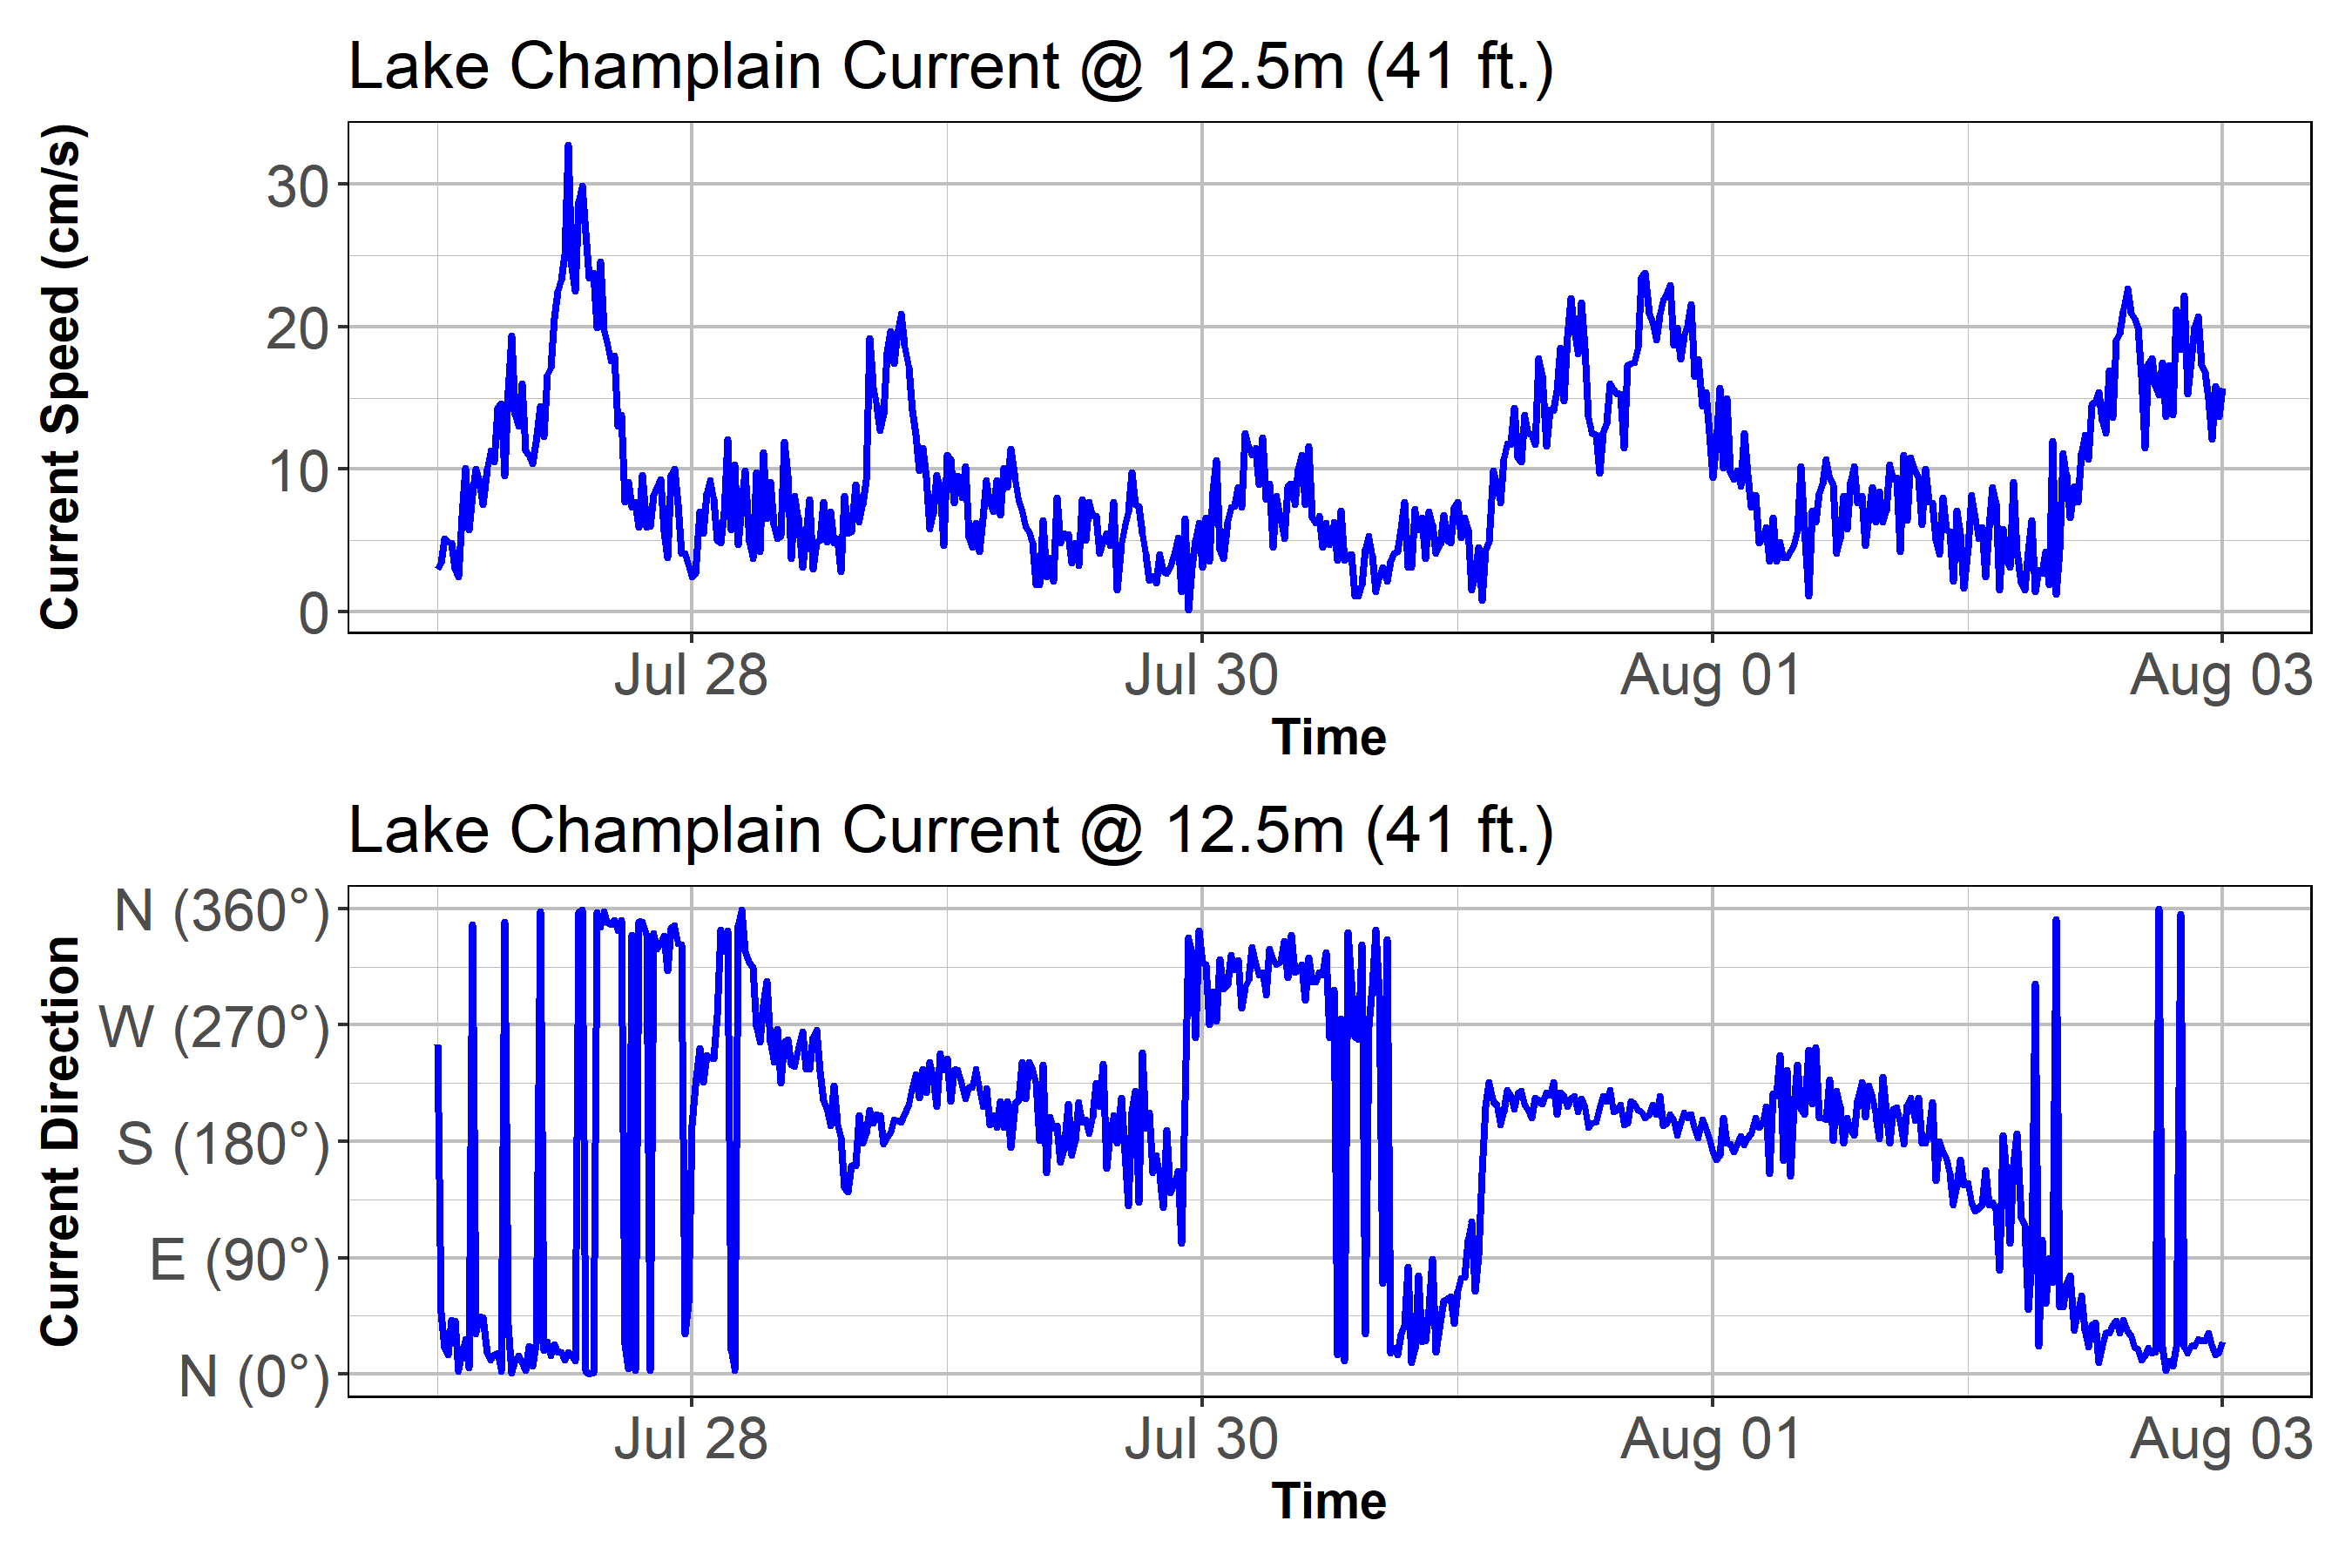 Lake Champlain Current @ 12.5m (41 ft.)
Current Speed (cm/s)
30
20
10
0
Jul 28 Jul 30 Aug 01 Aug 03
Time
Lake Champlain Current @ 12.5m (41 ft.)
Current Direction
N (360°)
W (270°)
S (180°)
E (90°)
N (0°)
Jul 28 Jul 30 Aug 01 Aug 03
Time